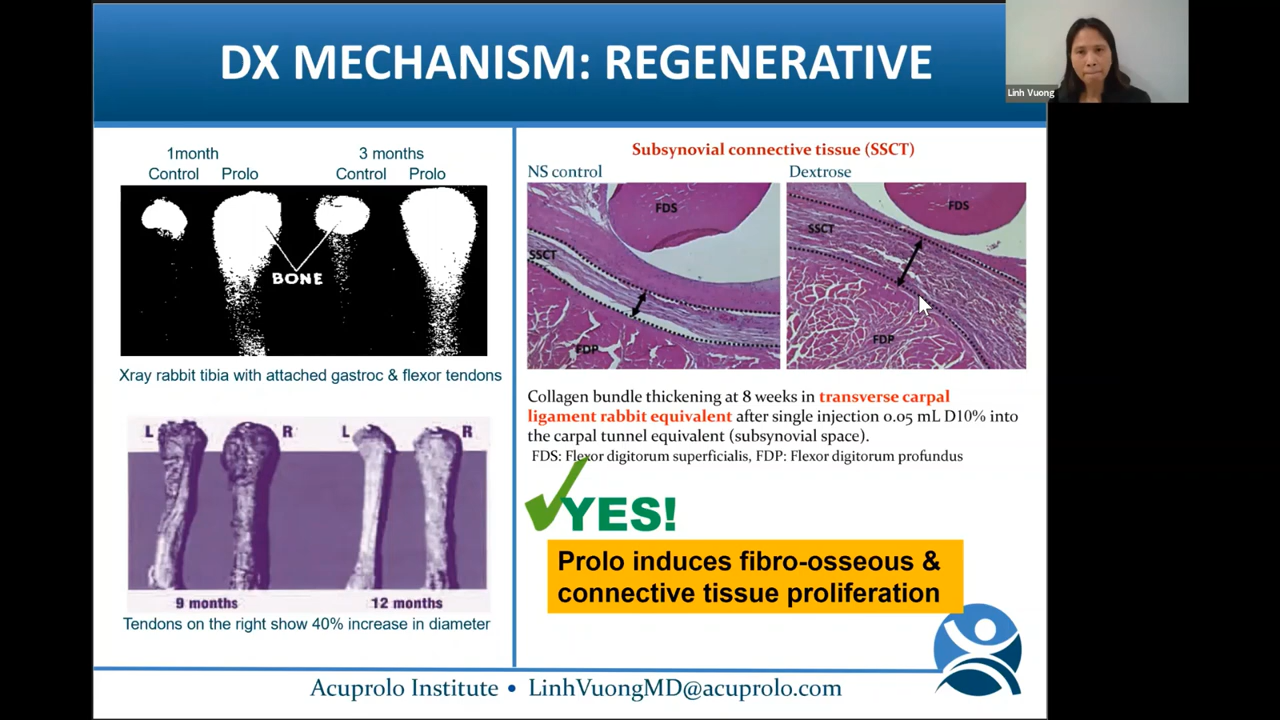 DX MECHANISM: REGENERATIVE
Linh Vuong
1month
3 months
Control Prolo
Control Prolo
BONE
Xray rabbit tibia with attached gastroc & flexor tendons
L R L R
9 months 12 months
Tendons on the right show 40% increase in diameter
Subsynovial connective tissue (SSCT)
NS control
Dextrose
FDS
SSCT
FDP
FDS
SSCT
FDP
Collagen bundle thickening at 8 weeks in transverse carpal
ligament rabbit equivalent after single injection 0.05 mL D10% into
the carpal tunnel equivalent (subsynovial space).
FDS: Flexor digitorum superficialis, FDP: Flexor digitorum profundus
YES!
Prolo induces fibro-osseous &
connective tissue proliferation
Acuprolo Institute • LinhVuongMD@acuprolo.com